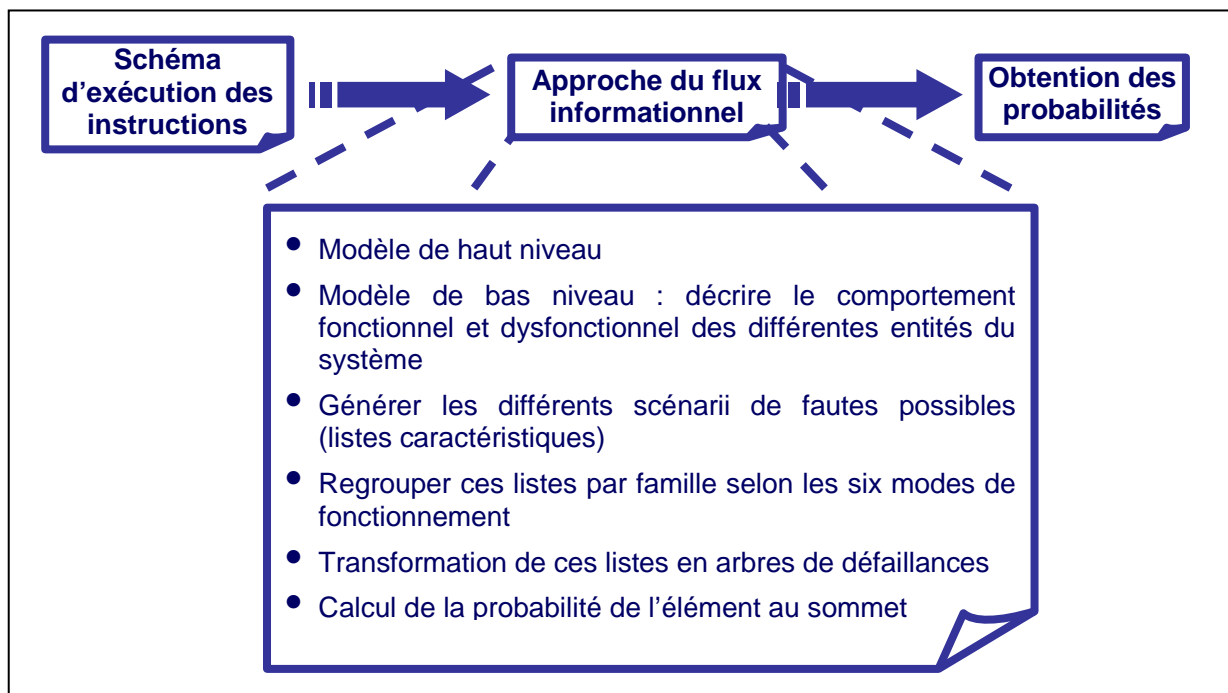 Schéma
d'exécution des
instructions
Approche du flux
informationnel
Obtention des
probabilités
• Modèle de haut niveau
• Modèle de bas niveau : décrire le comportement
fonctionnel et dysfonctionnel des différentes entités du
système
• Générer les différents scénarii de fautes possibles
(listes caractéristiques)
• Regrouper ces listes par famille selon les six modes de
fonctionnement
• Transformation de ces listes en arbres de défaillances
• Calcul de la probabilité de l'élément au sommet